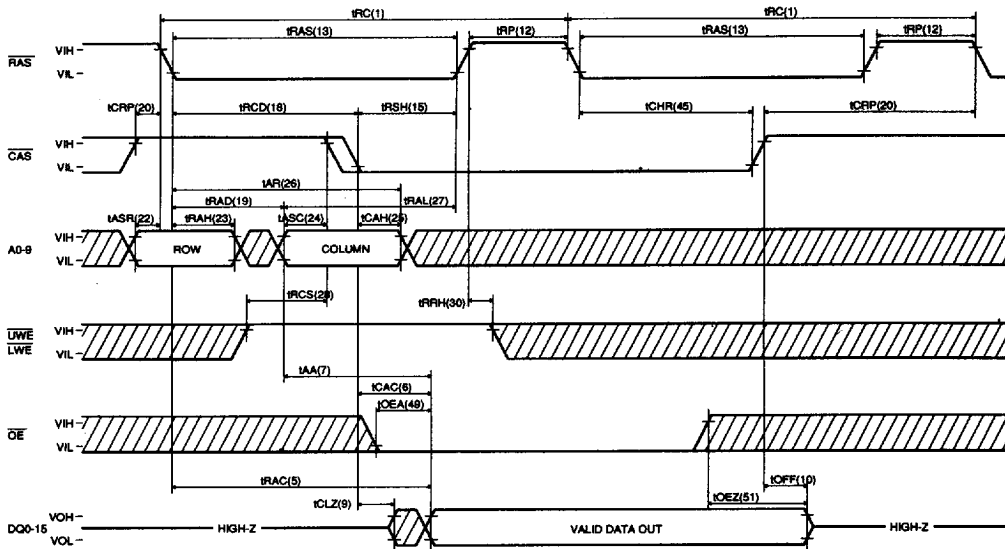 tRC(1) tRC(1)
tRAS(13) tRP(12) tRAS(13) tRP(12)
RAS VIH
VIL
tCRP(20) tRCD(18) tRSH(15) tCHR(45) tCRP(20)
CAS VIH
VIL
tAR(26)
tRAD(19) tRAL(27)
tASR(22) tRAH(23) tASC(24) tCAH(25)
A0-9 VIH
VIL
ROW COLUMN
tRCS(28) tRRH(30)
UWE VIH
LWE VIL
tAA(7)
tCAC(6)
tOEA(49)
OE VIH
VIL
tRAC(5) tOFF(10)
tCLZ(9) tOEZ(51)
DQ0-15 VOH
VOL
HIGH-Z VALID DATA OUT HIGH-Z